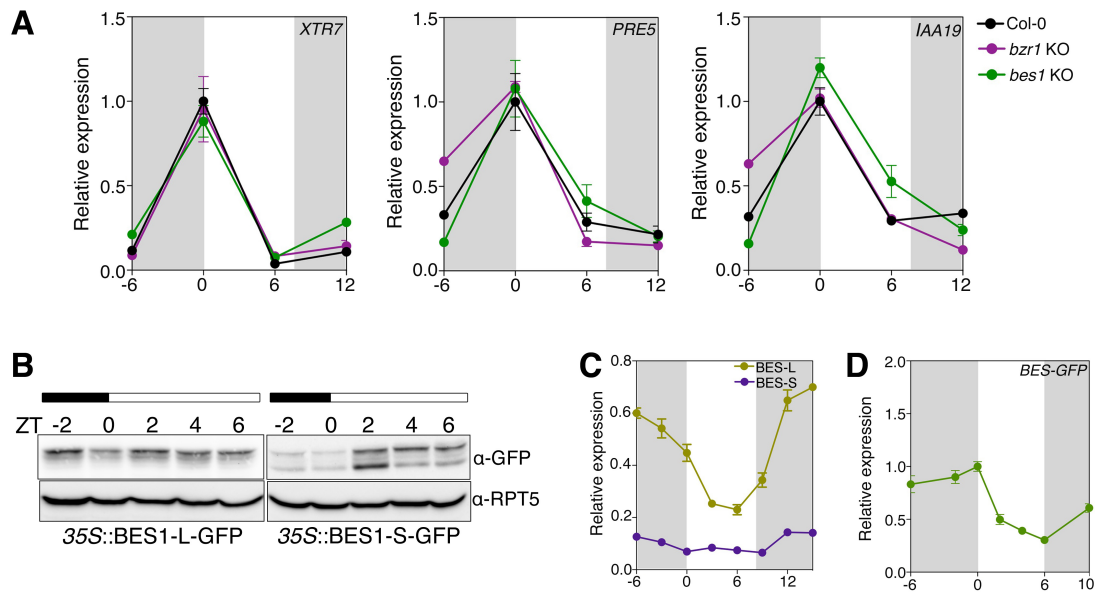 A
XTR7
Relative expression
1.5
1.0
0.5
0.0
-6 0 6 12
PRE5
Relative expression
1.5
1.0
0.5
0.0
-6 0 6 12
IAA19
Relative expression
1.5
1.0
0.5
0.0
-6 0 6 12
Col-0
bzr1 KO
bes1 KO
B
ZT -2 0 2 4 6 -2 0 2 4 6
α-GFP
α-RPT5
35S::BES1-L-GFP 35S::BES1-S-GFP
C
BES-L
BES-S
Relative expression
0.8
0.6
0.4
0.2
0.0
-6 0 6 12
D
BES-GFP
Relative expression
2.0
1.5
1.0
0.5
0.0
-6 0 6 10